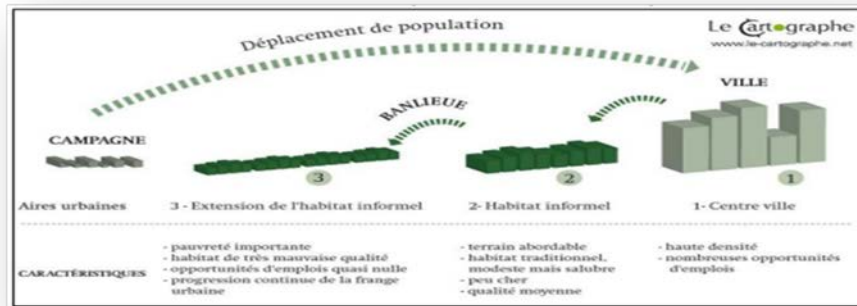 Le Cartographe
www.le-cartographe.net
Déplacement de population
VILLE
BANLIEUE
CAMPAGNE
3
2
1
Aires urbaines
3 - Extension de l'habitat informel
2- Habitat informel
1- Centre ville
CARACTÉRISTIQUES
- pauvreté importante
- habitat de très mauvaise qualité
- opportunités d'emplois quasi nulle
- progression continue de la frange
urbaine
- terrain abordable
- habitat traditionnel,
modeste mais salubre
- peu cher
- qualité moyenne
- haute densité
- nombreuses opportunités
d'emplois